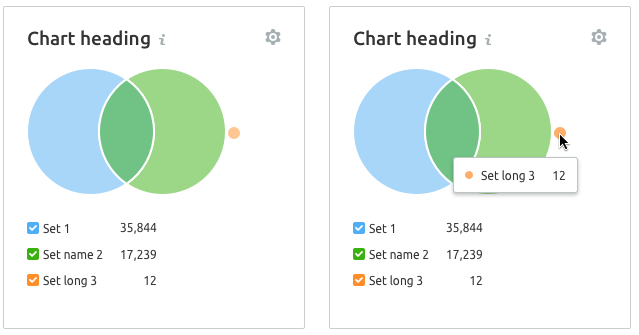 Chart heading i
Set 1 35,844
Set name 2 17,239
Set long 3 12
Chart heading i
Set long 3 12
Set 1 35,844
Set name 2 17,239
Set long 3 12